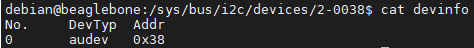 debian@beaglebone:/sys/bus/i2c/devices/2-0038$ cat devinfo
No.     DevTyp  Addr
0       audev   0x38